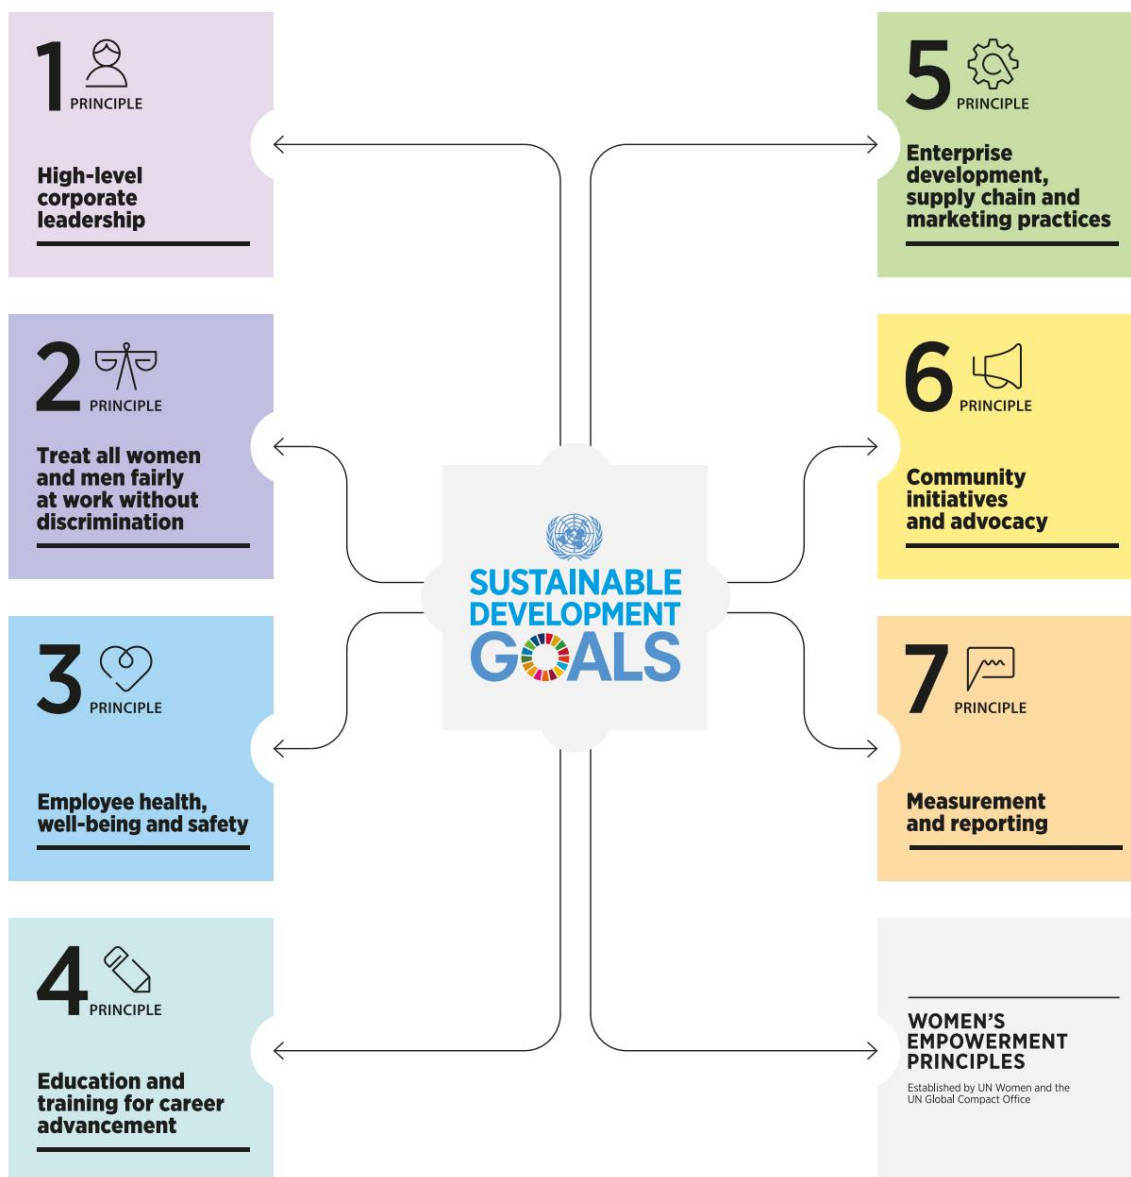 1
PRINCIPLE
High-level
corporate
leadership
2
PRINCIPLE
Treat all women
and men fairly
at work without
discrimination
3
PRINCIPLE
Employee health,
well-being and safety
4
PRINCIPLE
Education and
training for career
advancement
SUSTAINABLE
DEVELOPMENT
GOALS
5
PRINCIPLE
Enterprise
development,
supply chain and
marketing practices
6
PRINCIPLE
Community
initiatives
and advocacy
7
PRINCIPLE
Measurement
and reporting
WOMEN'S
EMPOWERMENT
PRINCIPLES
Established by UN Women and the
UN Global Compact Office